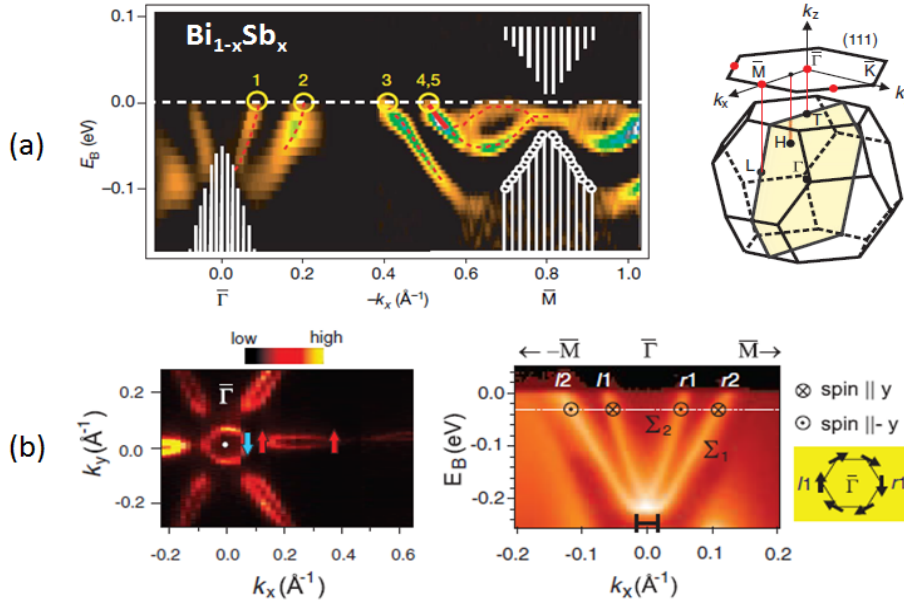 (a)
Bi1-xSbx
1 2 3 4,5
0.1
0.0
−0.1
EB (eV)
0.0 0.2 0.4 0.6 0.8 1.0
Γ̅ −kx (Å⁻¹) M̅
kz
(111)
M̅ Γ̅ K̅
kx
k
T
H
L
Γ
(b)
low high
Γ̅
0.2
0.0
-0.2
ky(Å⁻¹)
-0.2 0.0 0.2 0.4 0.6
kx(Å⁻¹)
← −M̅ Γ̅ M̅→
l2 l1 r1 r2
0.0
-0.1
-0.2
EB (eV)
Σ2
Σ1
-0.2 -0.1 0.0 0.1 0.2
kx(Å⁻¹)
⊗ spin || y
⊙ spin ||- y
l1 Γ̅ r1